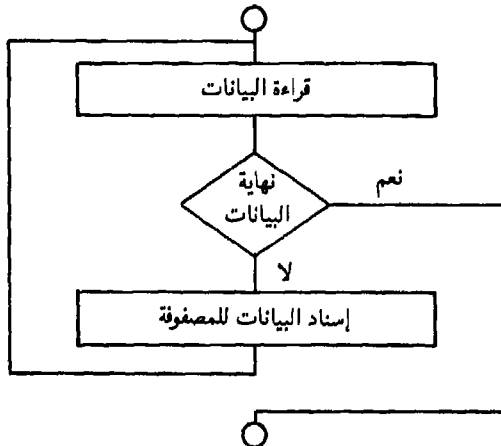 قراءة البيانات
نهاية
البيانات
نعم
لا
إسناد البيانات للمصفوفة